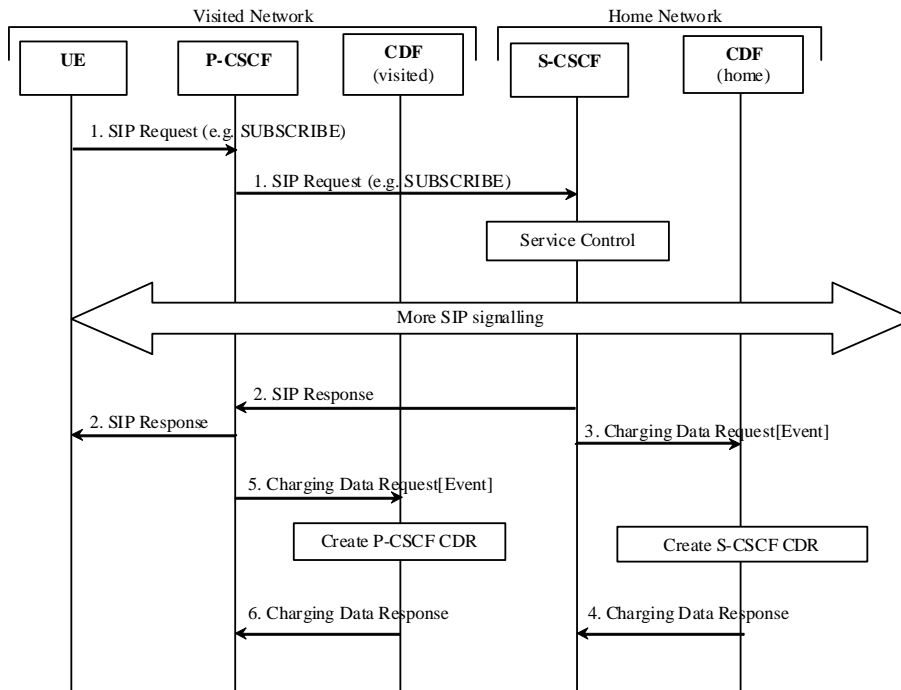 Visited Network
Home Network
UE
P-CSCF
CDF
(visited)
S-CSCF
CDF
(home)
1. SIP Request (e.g. SUBSCRIBE)
1. SIP Request (e.g. SUBSCRIBE)
Service Control
More SIP signalling
2. SIP Response
2. SIP Response
3. Charging Data Request[Event]
5. Charging Data Request[Event]
Create P-CSCF CDR
Create S-CSCF CDR
6. Charging Data Response
4. Charging Data Response